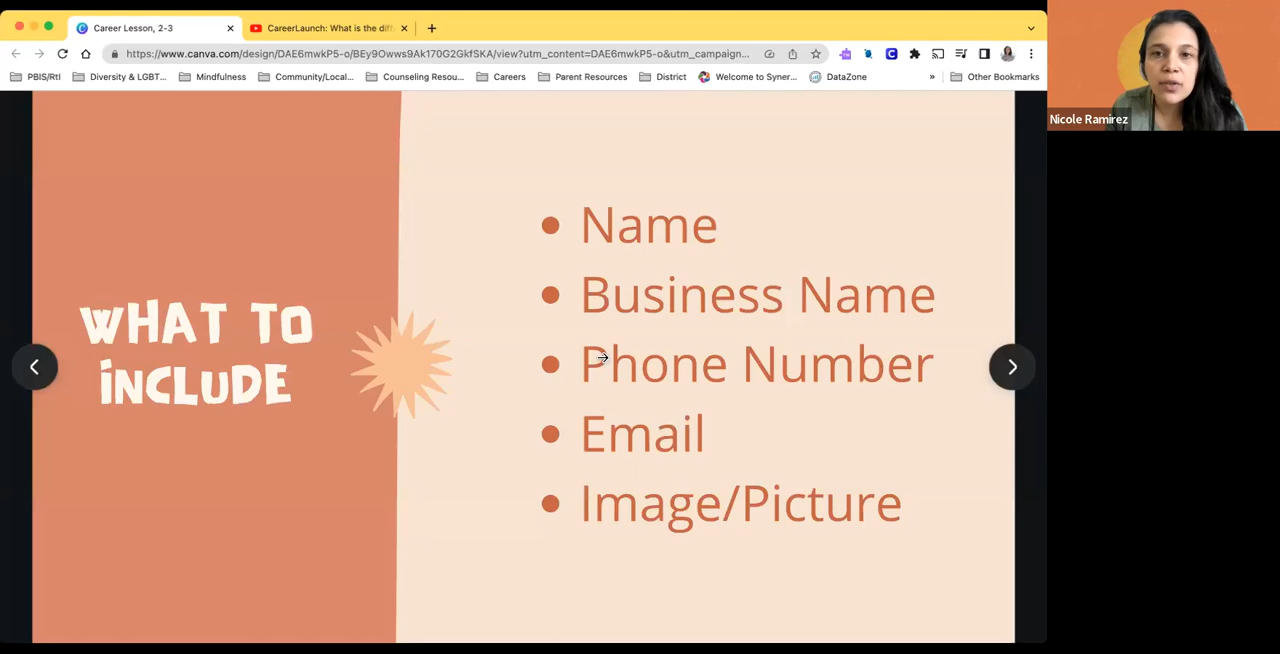 Career Lesson, 2-3
CareerLaunch: What is the diff
https://www.canva.com/design/DAE6mwkP5-o/BEy9Owws9Ak170G2GkfSKA/view?utm_content=DAE6mwkP5-o&utm_campaign...
PBIS/RtI
Diversity & LGBT...
Mindfulness
Community/Local...
Counseling Resou...
Careers
Parent Resources
District
Welcome to Syner...
DataZone
»
Other Bookmarks
Nicole Ramirez
WHAT TO
INCLUDE
• Name
• Business Name
• Phone Number
• Email
• Image/Picture